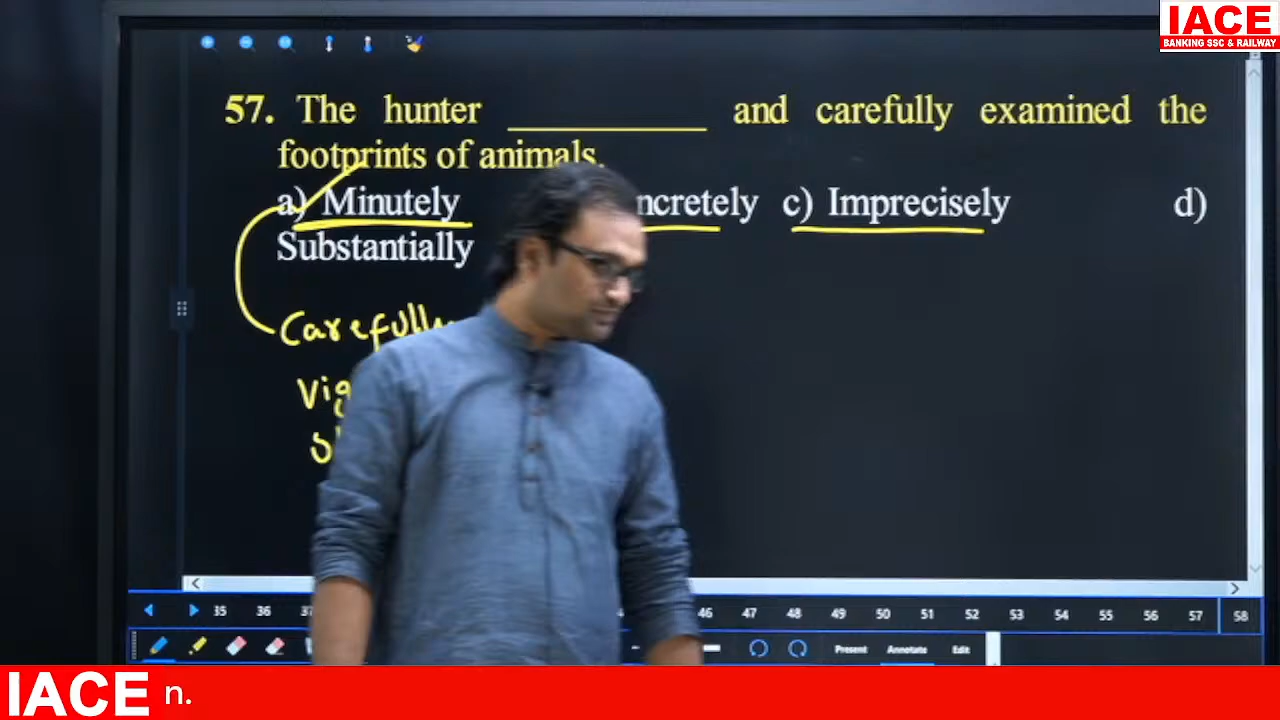 IACE
BANKING SSC & RAILWAY
57. The hunter __________ and carefully examined the
footprints of animals.
a) Minutely ncretely c) Imprecisely d)
Substantially
Carefully
Vig
35 36 46 47 48 49 50 51 52 53 54 55 56 57 58
Present Annotate Edit
IACE n.